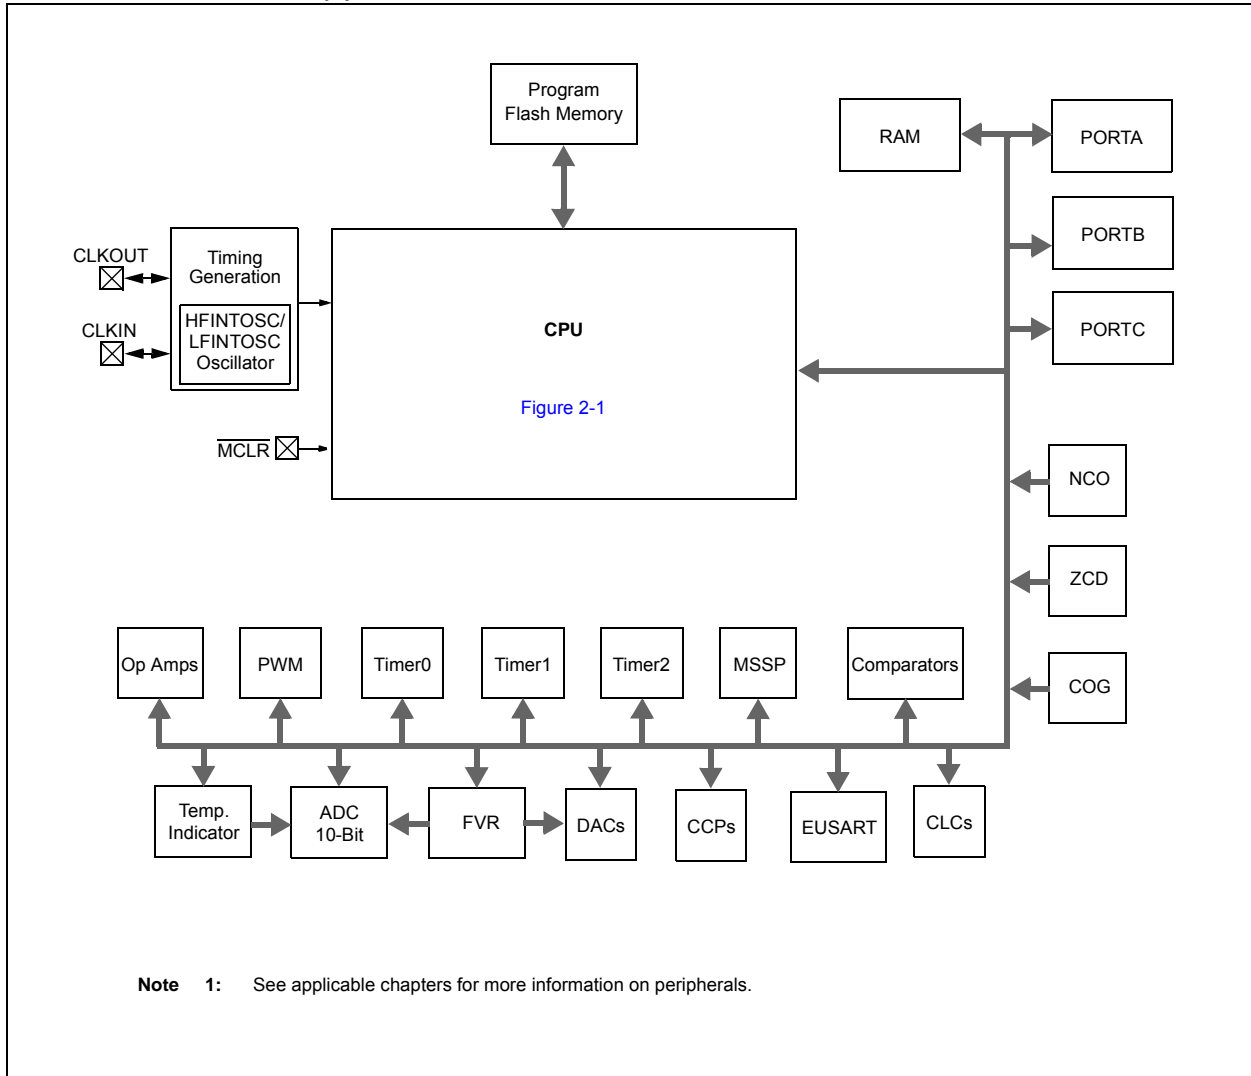 Program
Flash Memory
RAM
PORTA
CLKOUT
Timing
Generation
PORTB
CLKIN
HFINTOSC/
LFINTOSC
Oscillator
CPU
PORTC
Figure 2-1
MCLR
NCO
ZCD
Op Amps
PWM
Timer0
Timer1
Timer2
MSSP
Comparators
COG
Temp.
Indicator
ADC
10-Bit
FVR
DACs
CCPs
EUSART
CLCs
Note 1: See applicable chapters for more information on peripherals.